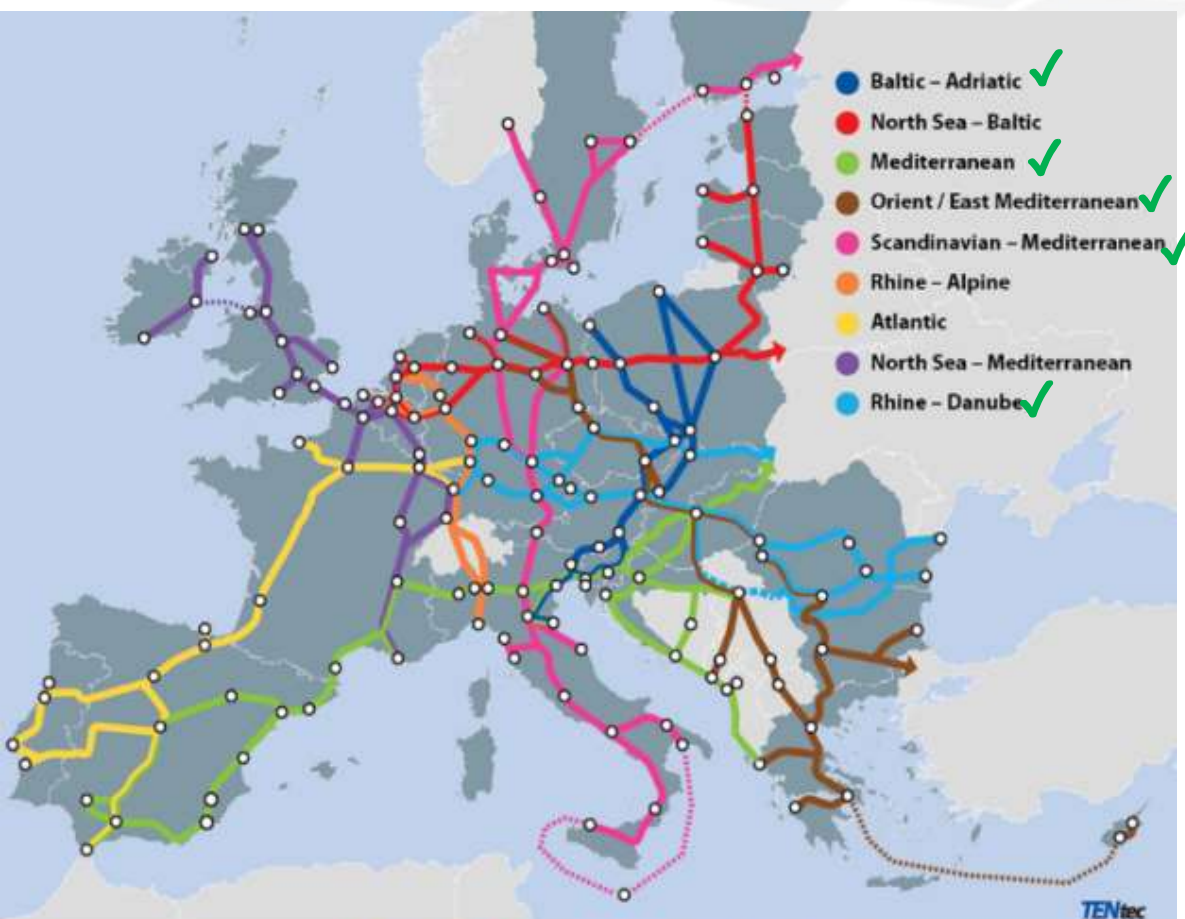 Baltic – Adriatic
North Sea – Baltic
Mediterranean
Orient / East Mediterranean
Scandinavian – Mediterranean
Rhine – Alpine
Atlantic
North Sea – Mediterranean
Rhine – Danube
TENtec